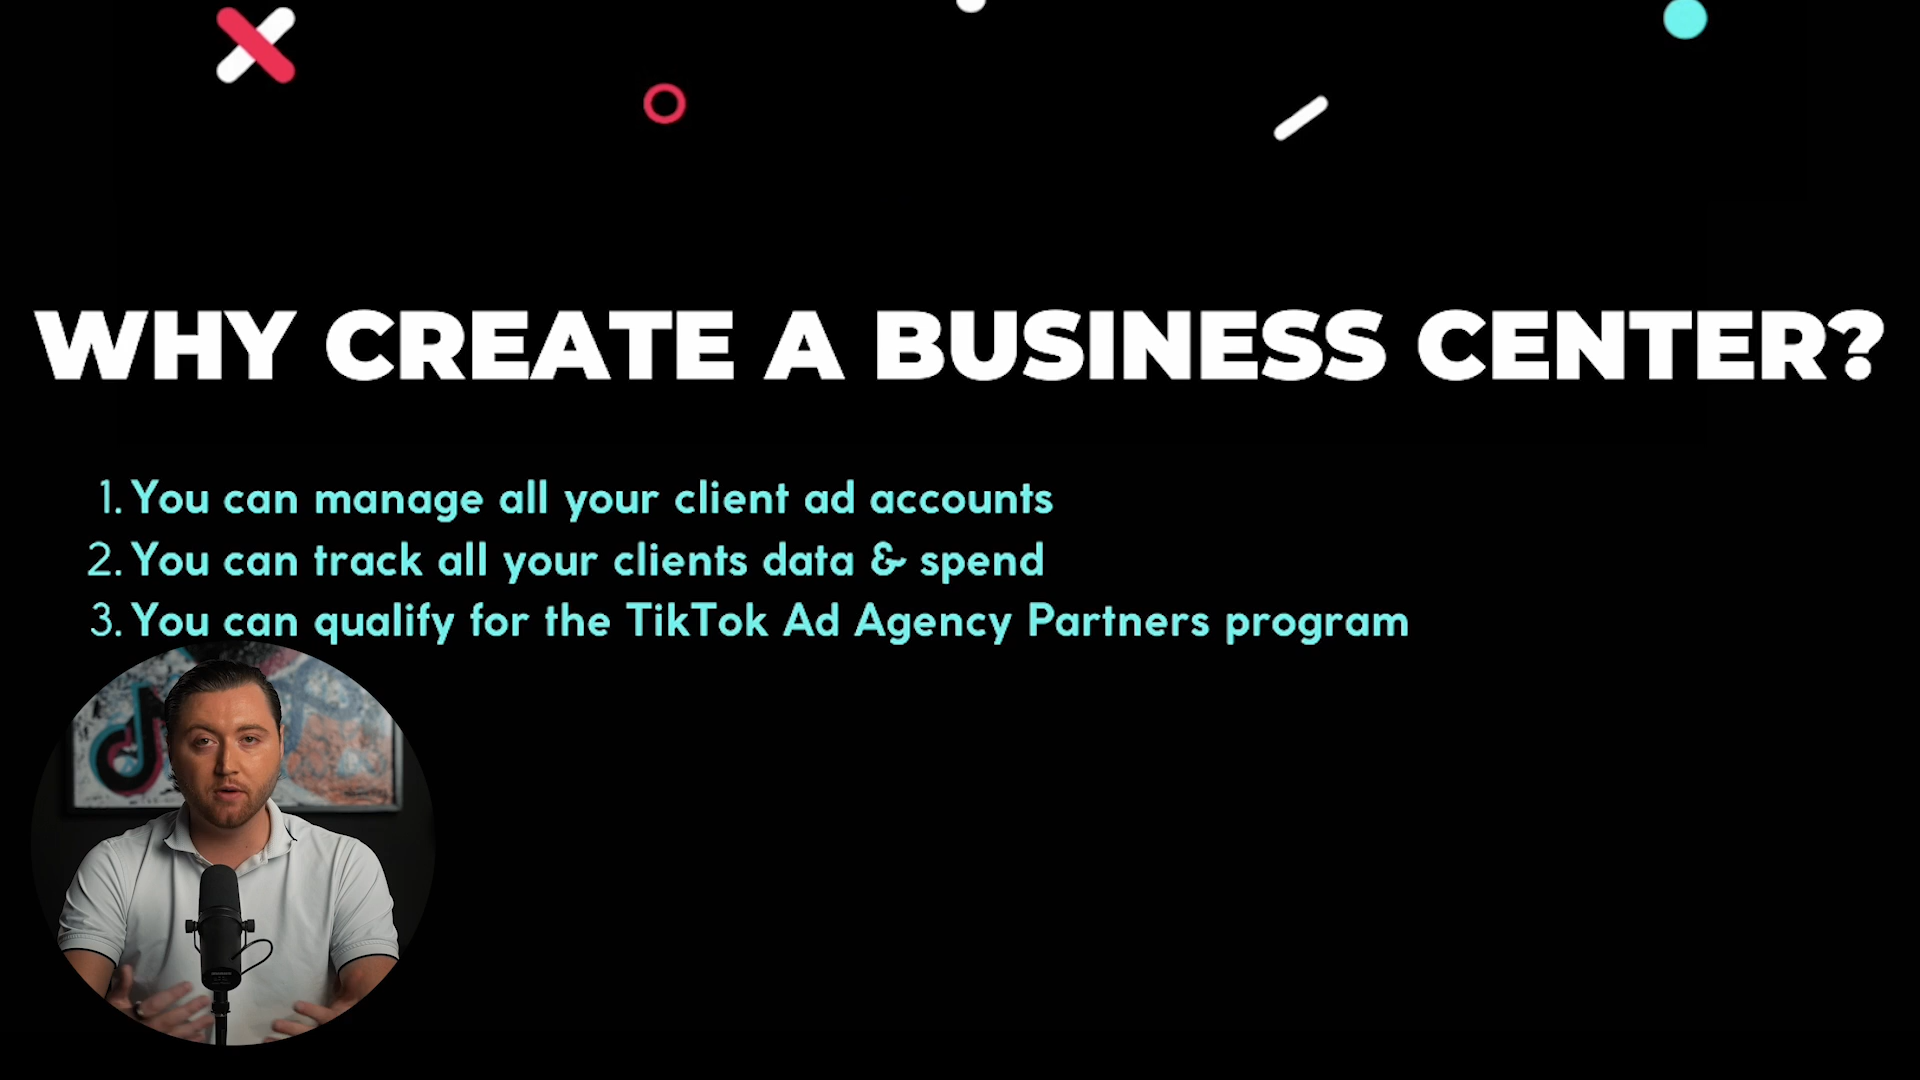 WHY CREATE A BUSINESS CENTER?
1. You can manage all your client ad accounts
2. You can track all your clients data & spend
3. You can qualify for the TikTok Ad Agency Partners program